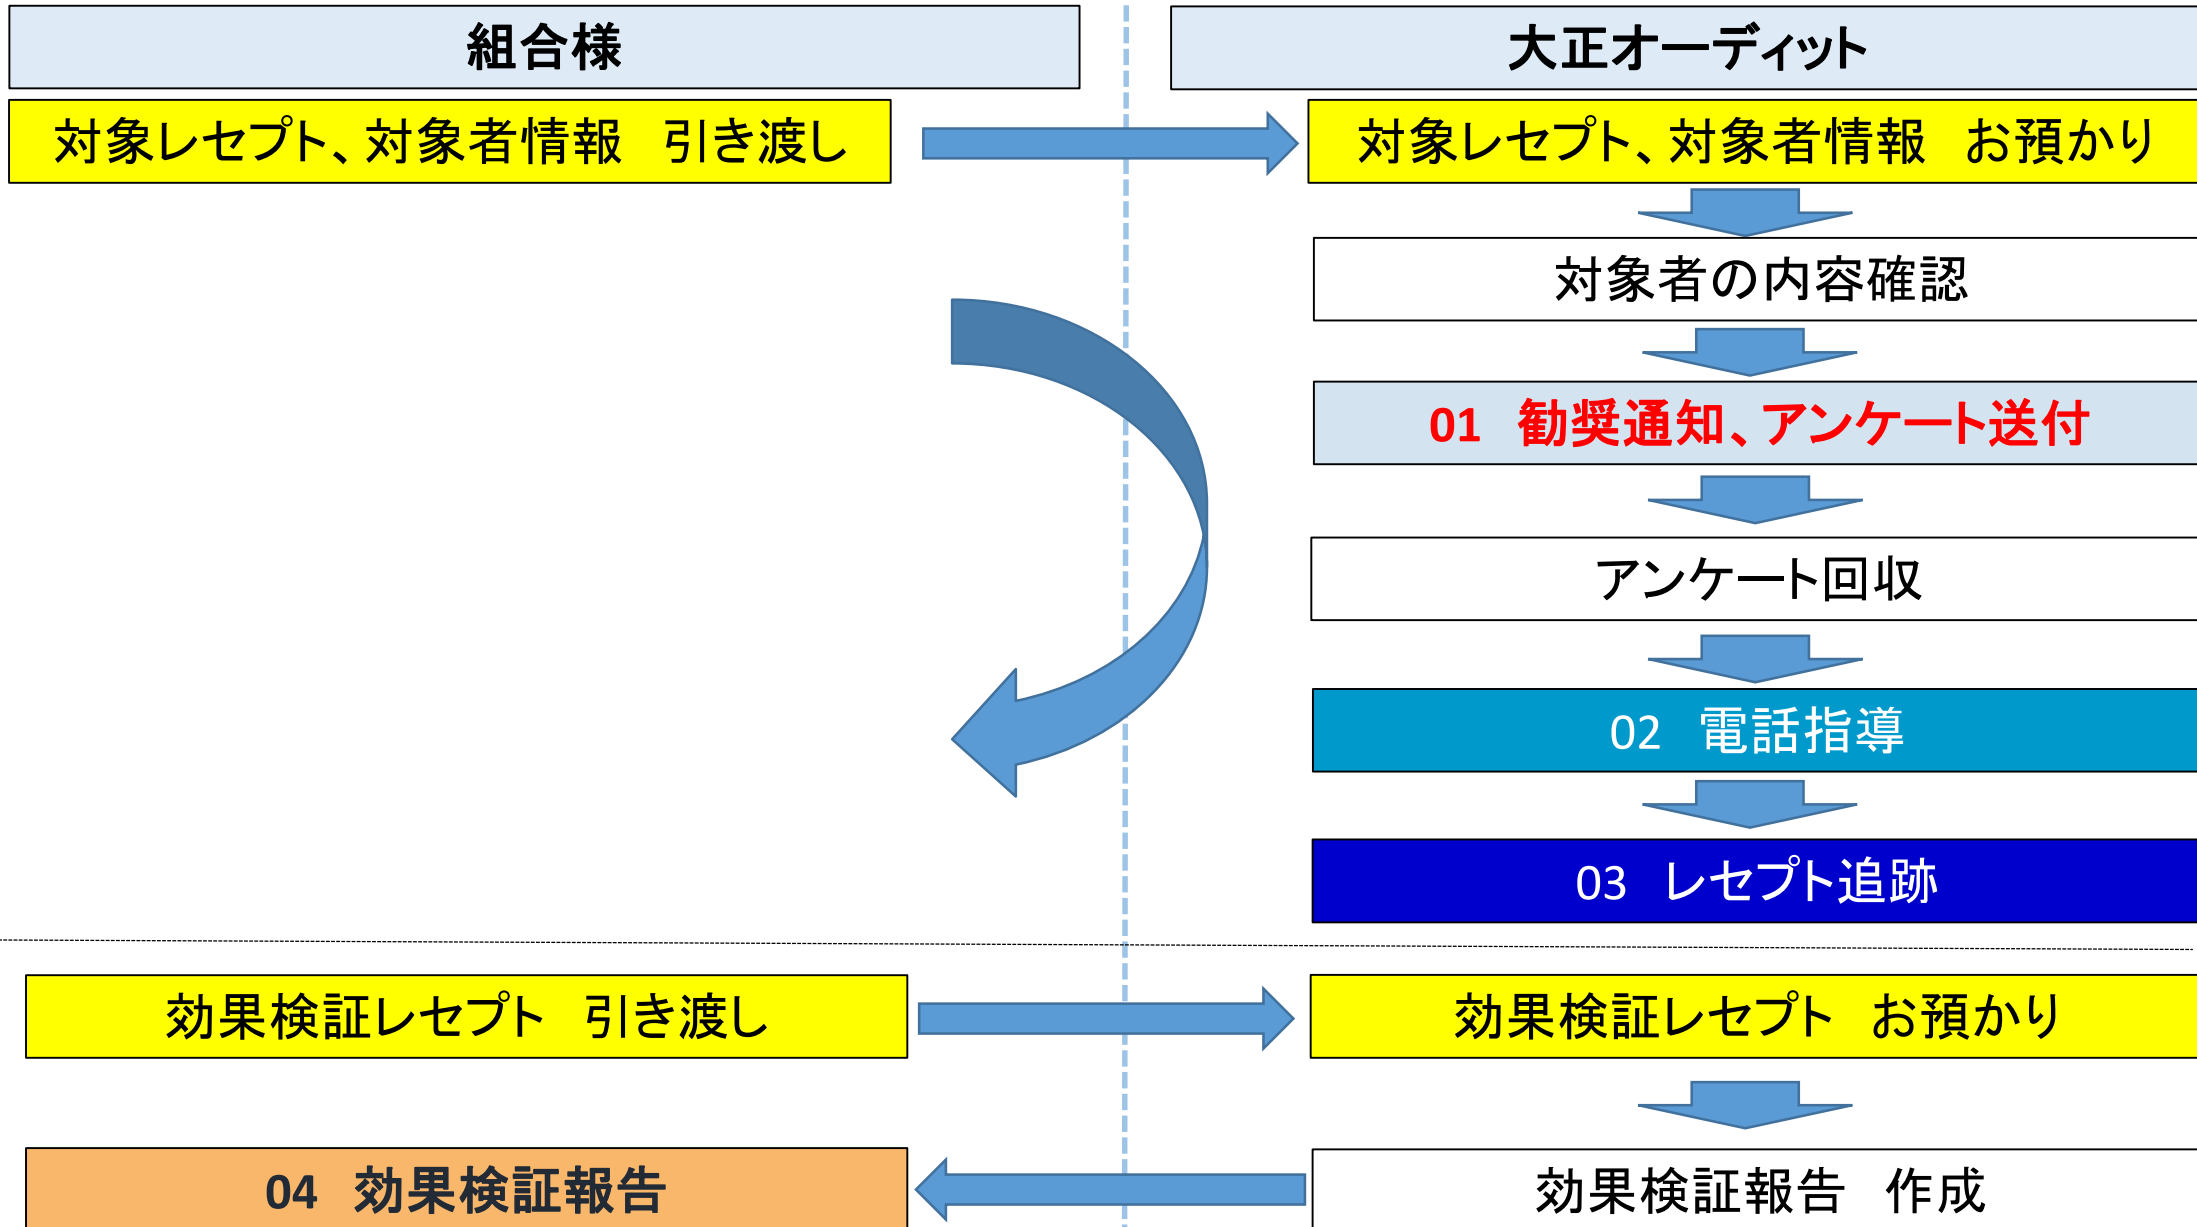 組合様
大正オーディット
対象レセプト、対象者情報　引き渡し
対象レセプト、対象者情報　お預かり
対象者の内容確認
01　勧奨通知、アンケート送付
アンケート回収
02　電話指導
03　レセプト追跡
効果検証レセプト　引き渡し
効果検証レセプト　お預かり
04　効果検証報告
効果検証報告　作成